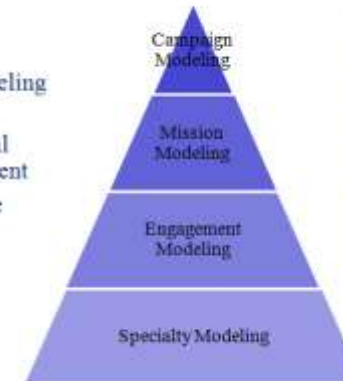 Campaign
Modeling
Mission
Modeling
Engagement
Modeling
Specialty Modeling